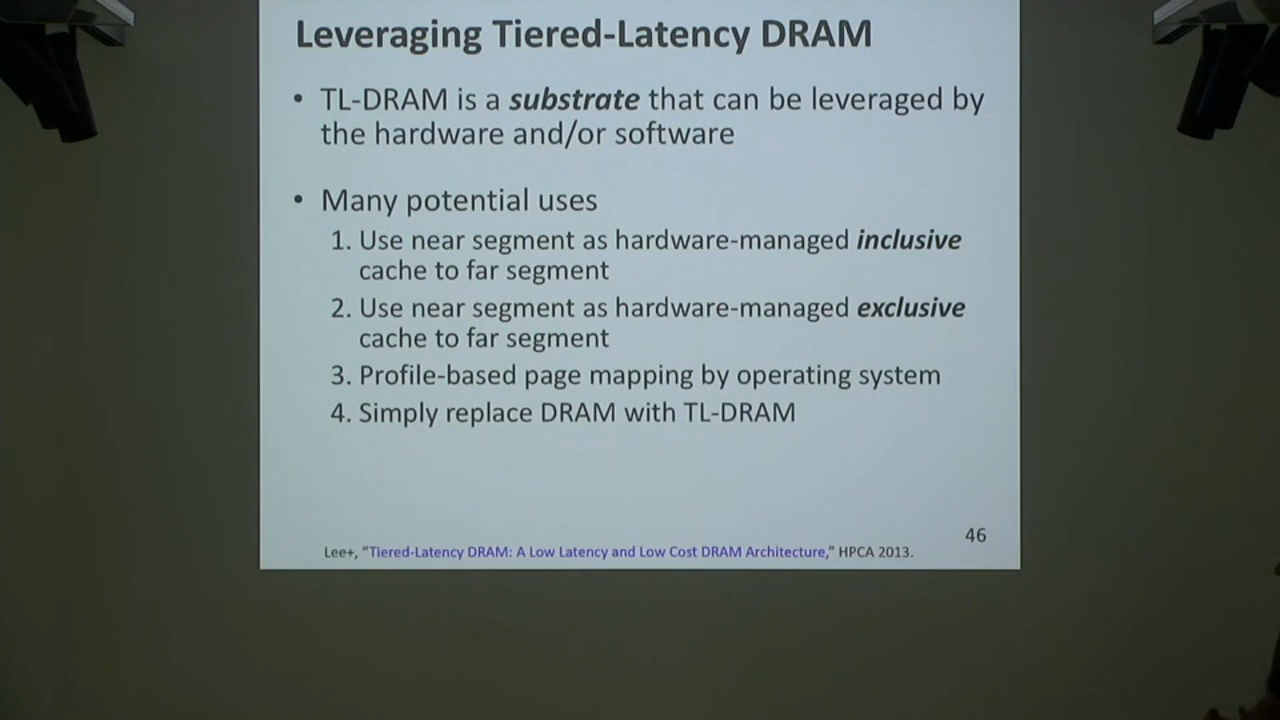 Leveraging Tiered-Latency DRAM
• TL-DRAM is a substrate that can be leveraged by
the hardware and/or software
• Many potential uses
1. Use near segment as hardware-managed inclusive
cache to far segment
2. Use near segment as hardware-managed exclusive
cache to far segment
3. Profile-based page mapping by operating system
4. Simply replace DRAM with TL-DRAM
46
Lee+, “Tiered-Latency DRAM: A Low Latency and Low Cost DRAM Architecture,” HPCA 2013.